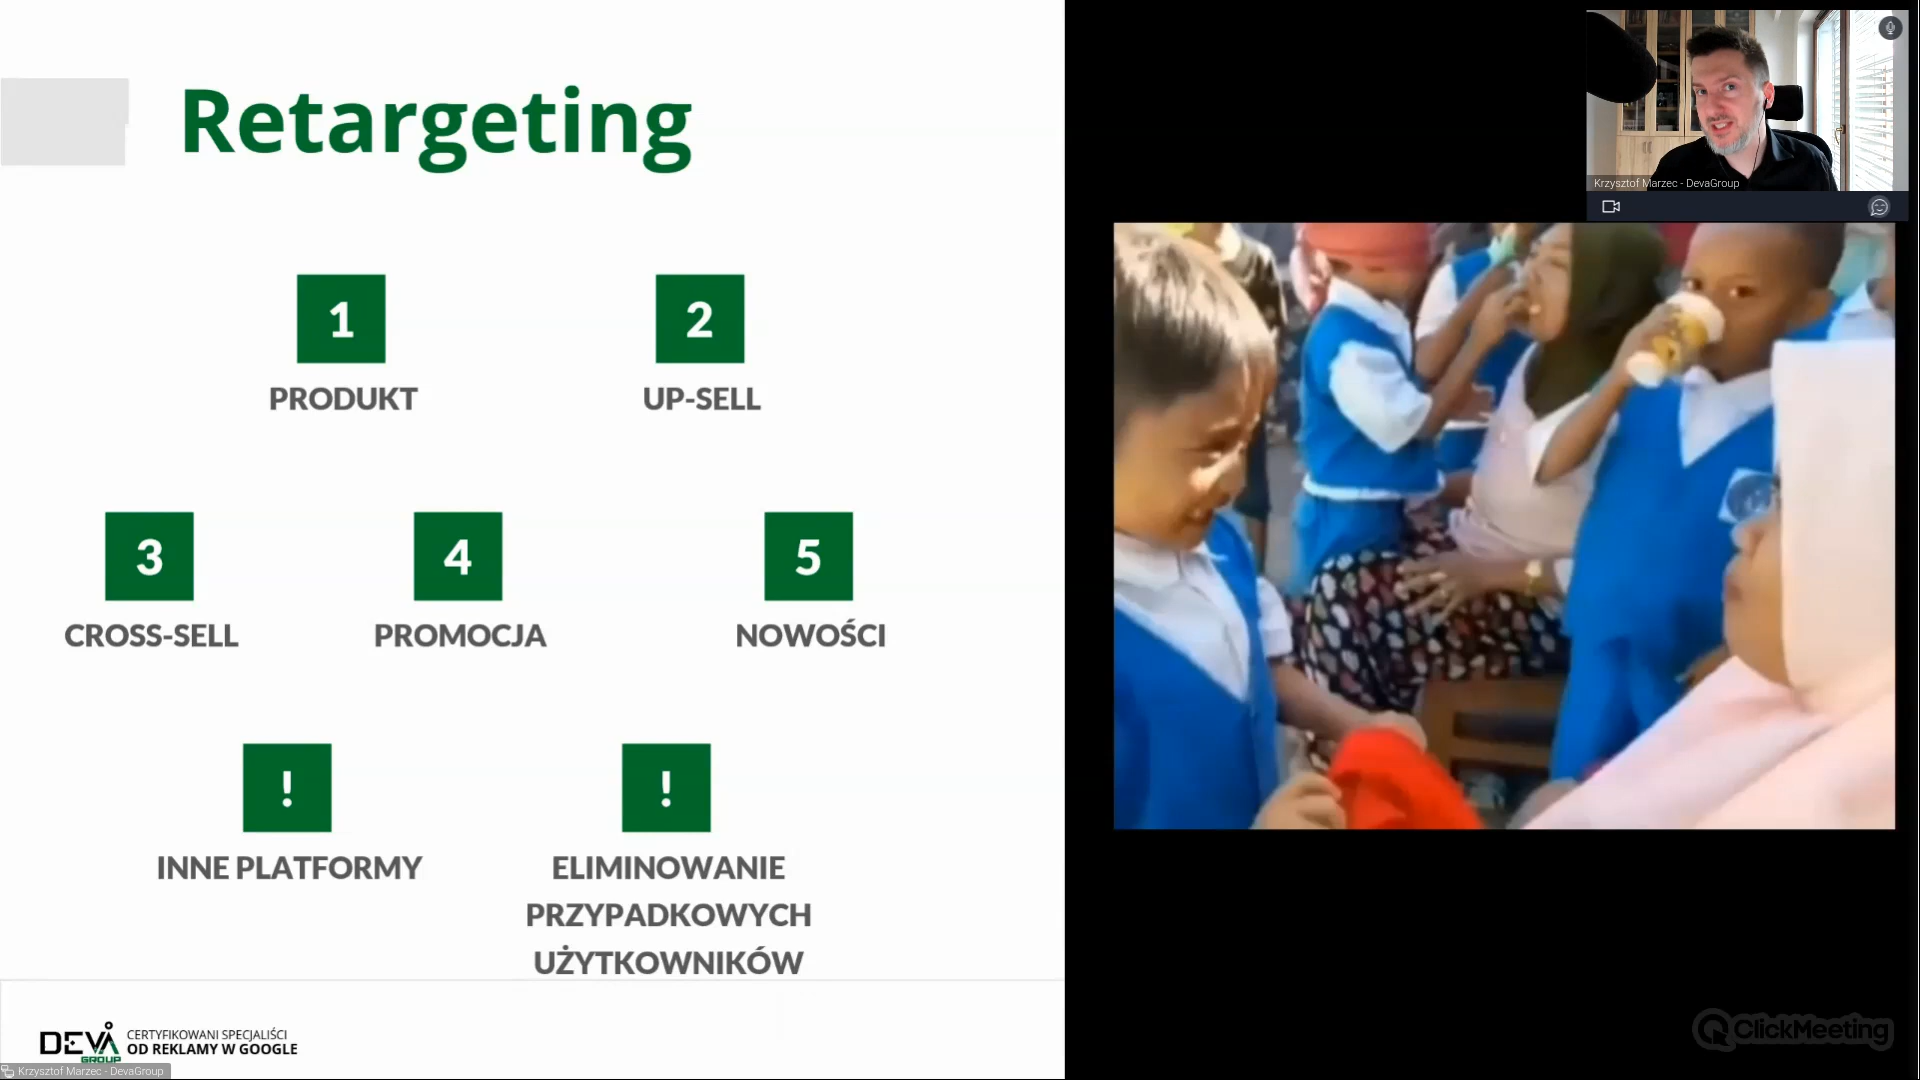 Retargeting
1
PRODUKT
2
UP-SELL
3
CROSS-SELL
4
PROMOCJA
5
NOWOŚCI
!
INNE PLATFORMY
!
ELIMINOWANIE
PRZYPADKOWYCH
UŻYTKOWNIKÓW
DEVA
GROUP
CERTYFIKOWANI SPECJALIŚCI
OD REKLAMY W GOOGLE
Krzysztof Marzec - DevaGroup
Krzysztof Marzec - DevaGroup
ClickMeeting